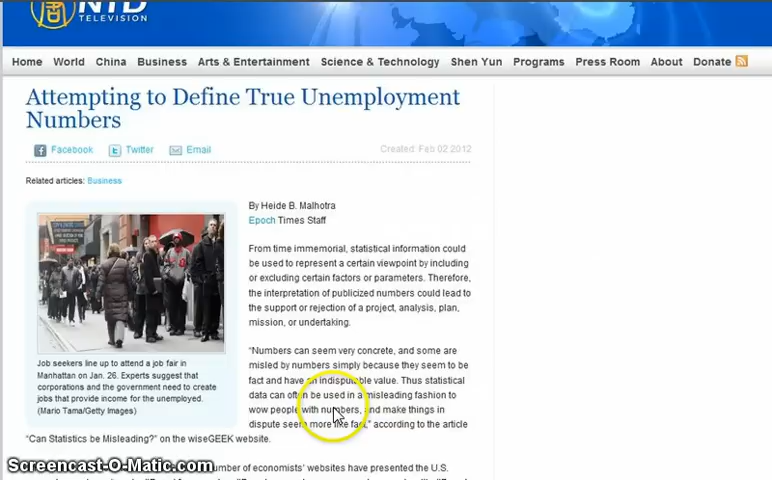 NTD
TELEVISION
Home World China Business Arts & Entertainment Science & Technology Shen Yun Programs Press Room About Donate
Attempting to Define True Unemployment
Numbers
Facebook Twitter Email Created: Feb 02 2012
Related articles: Business
By Heide B. Malhotra
Epoch Times Staff
From time immemorial, statistical information could
be used to represent a certain viewpoint by including
or excluding certain factors or parameters. Therefore,
the interpretation of publicized numbers could lead to
the support or rejection of a project, analysis, plan,
mission, or undertaking.
Job seekers line up to attend a job fair in
Manhattan on Jan. 26. Experts suggest that
corporations and the government need to create
jobs that provide income for the unemployed.
(Mario Tama/Getty Images)
“Numbers can seem very concrete, and some are
misled by numbers simply because they seem to be
fact and have an indisputable value. Thus statistical
data can often be used in a misleading fashion to
wow people with numbers, and make things in
dispute seem more like fact,” according to the article
“Can Statistics be Misleading?” on the wiseGEEK website.
umber of economists' websites have presented the U.S.
Screencast-O-Matic.com